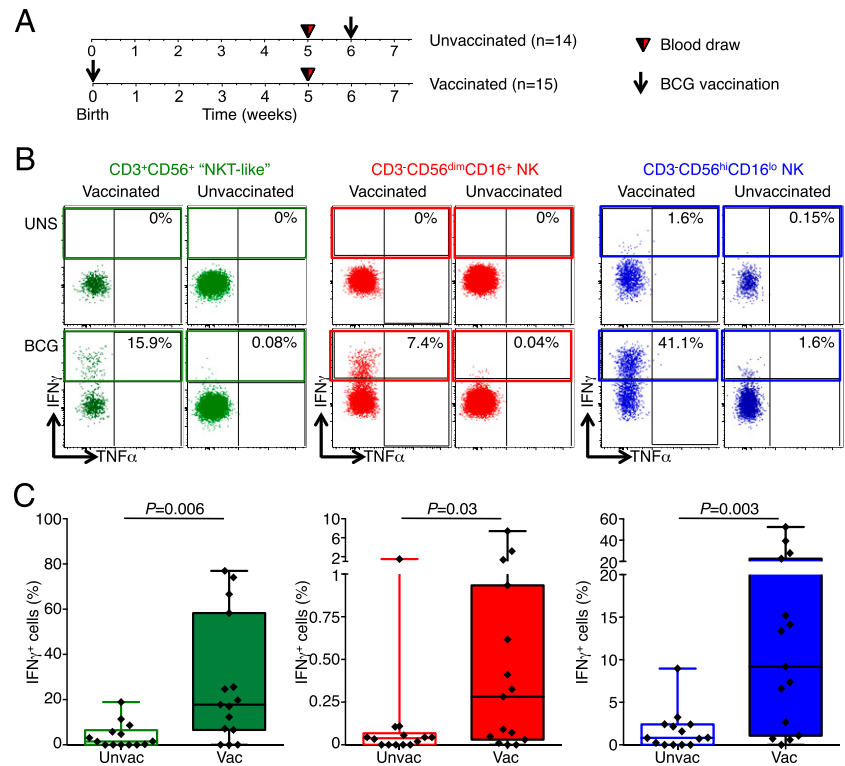 A
0 1 2 3 4 5 6 7
Unvaccinated (n=14)
Blood draw
0 1 2 3 4 5 6 7
Vaccinated (n=15)
BCG vaccination
Birth
Time (weeks)
B
CD3⁺CD56⁺ “NKT-like”
CD3⁻CD56ᵈⁱᵐCD16⁺ NK
CD3⁻CD56ʰⁱCD16ˡᵒ NK
Vaccinated Unvaccinated
Vaccinated Unvaccinated
Vaccinated Unvaccinated
UNS
0% 0%
0% 0%
1.6% 0.15%
BCG
15.9% 0.08%
7.4% 0.04%
41.1% 1.6%
IFNγ
TNFα
IFNγ
TNFα
IFNγ
TNFα
C
P=0.006
IFNγ⁺ cells (%)
100
80
60
40
20
0
Unvac Vac
P=0.03
IFNγ⁺ cells (%)
10
6
2
1
0.75
0.50
0.25
0
Unvac Vac
P=0.003
IFNγ⁺ cells (%)
60
40
20
20
15
10
5
0
Unvac Vac